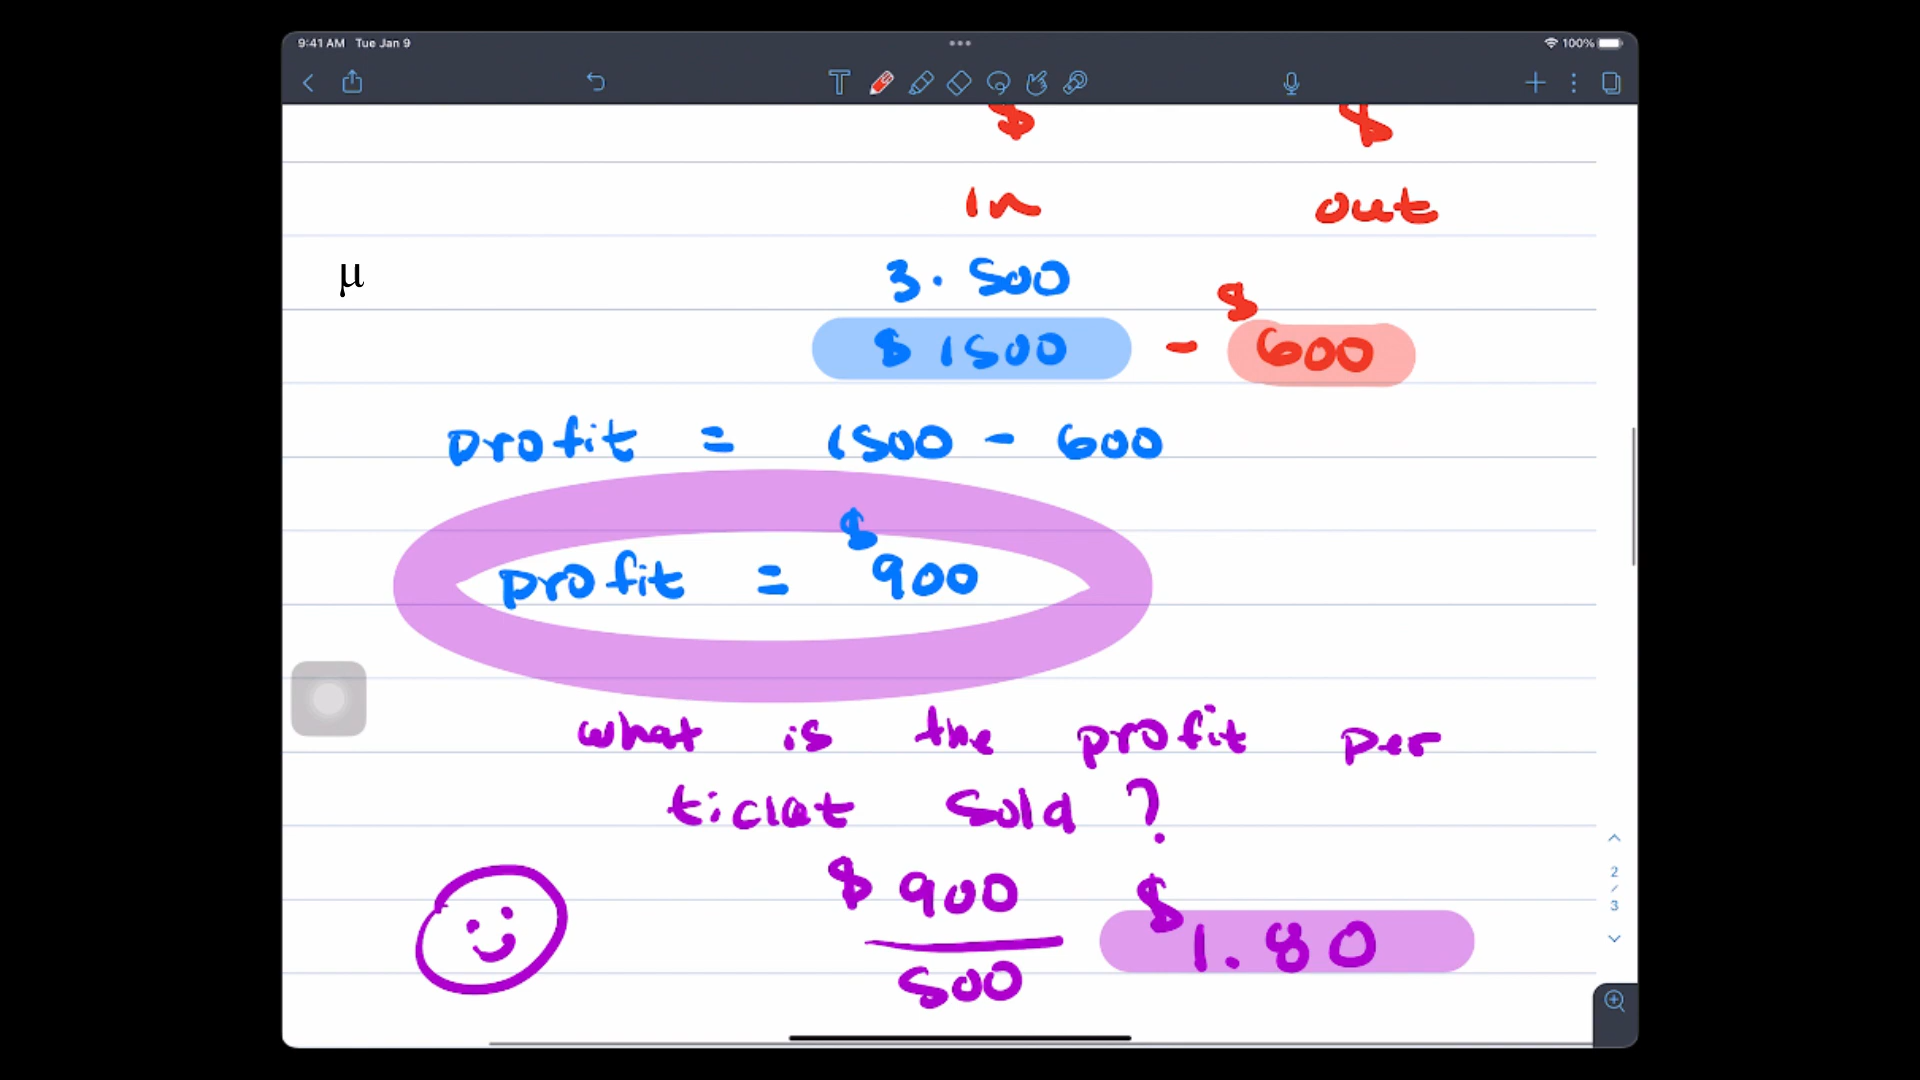 9:41 AM Tue Jan 9
100%
$ $
in out
μ
3 · 500
$ 1500 - $ 600
profit = 1500 - 600
profit = $ 900
what is the profit per
ticket sold ?
$ 900
500
$ 1.80
2
/
3